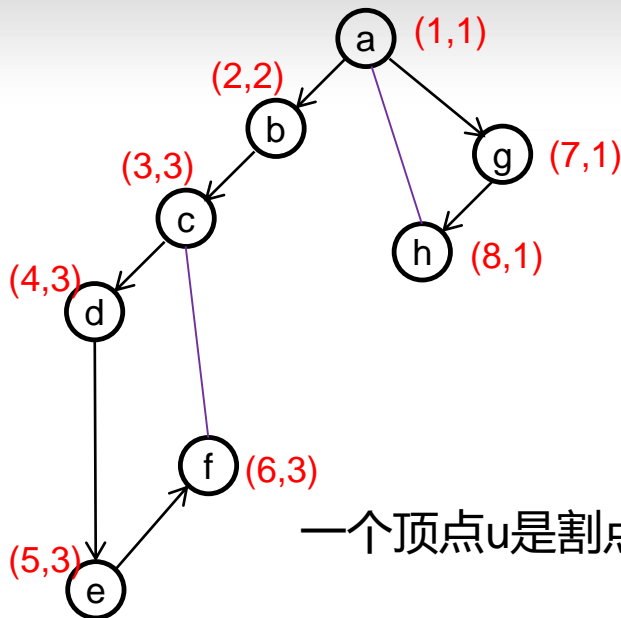 a (1,1)
(2,2)
b
g (7,1)
(3,3)
c
h (8,1)
(4,3)
d
f (6,3)
一个顶点u是割
(5,3)
e